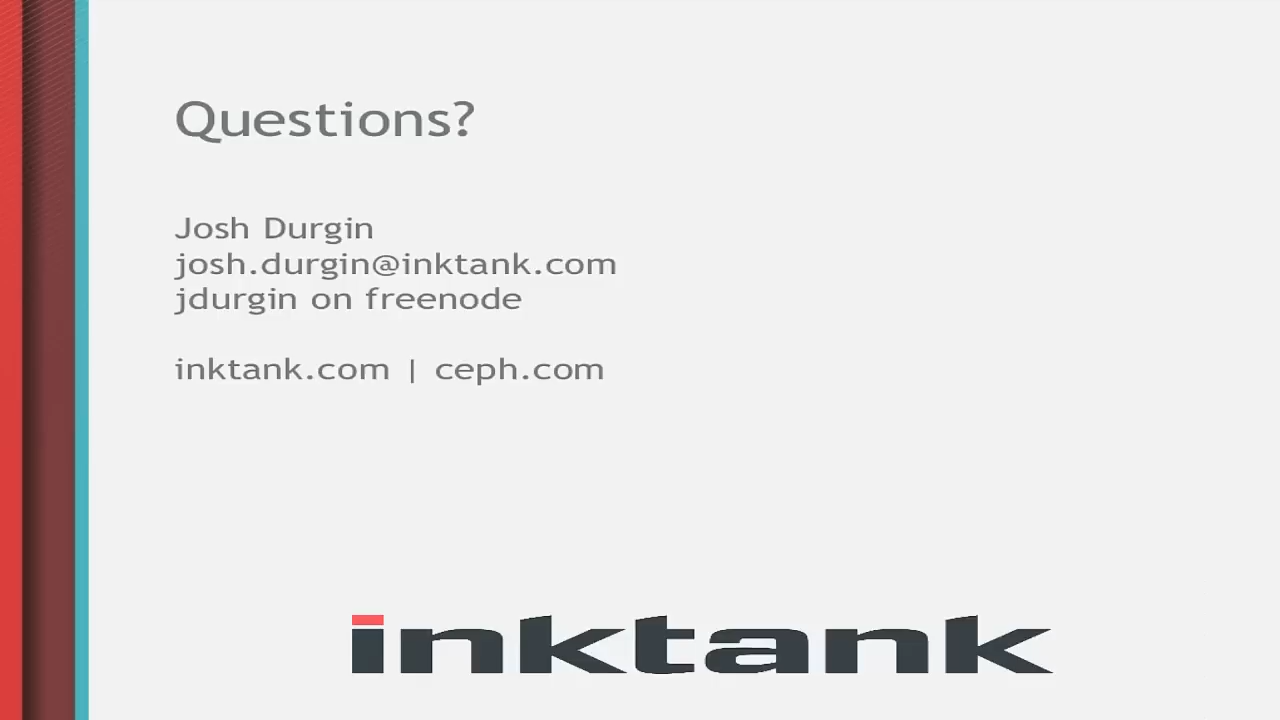 Questions?
Josh Durgin
josh.durgin@inktank.com
jdurgin on freenode
inktank.com | ceph.com
inktank